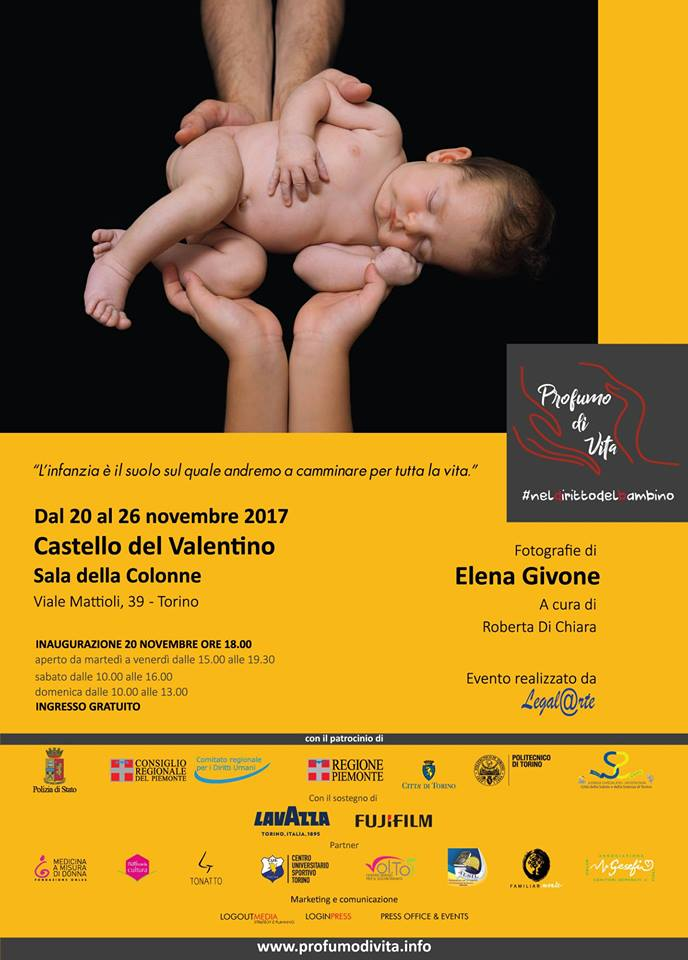 Profumo
di
Vita
#neldirittodelbambino
“L’infanzia è il suolo sul quale andremo a camminare per tutta la vita.”
Dal 20 al 26 novembre 2017
Castello del Valentino
Sala della Colonne
Viale Mattioli, 39 - Torino
Fotografie di
Elena Givone
A cura di
Roberta Di Chiara
INAUGURAZIONE 20 NOVEMBRE ORE 18.00
aperto da martedì a venerdì dalle 15.00 alle 19.30
sabato dalle 10.00 alle 16.00
domenica dalle 10.00 alle 13.00
INGRESSO GRATUITO
Evento realizzato da
Legal@rte
con il patrocinio di
Polizia di Stato
CONSIGLIO
REGIONALE
DEL PIEMONTE
Comitato regionale
per i Diritti Umani
REGIONE
PIEMONTE
CITTÀ DI TORINO
POLITECNICO
DI TORINO
Con il sostegno di
LAVAZZA
TORINO, ITALIA, 1895
FUJIFILM
Partner
MEDICINA
A MISURA
DI DONNA
FONDAZIONE ONLUS
cultura
TONATTO
CENTRO
UNIVERSITARIO
SPORTIVO
TORINO
VOL.TO
FAMILIAR
ASSOCIAZIONE
Marketing e comunicazione
LOGOUTMEDIA
STRATEGY & PLANNING
LOGINPRESS
PRESS OFFICE & EVENTS
www.profumodivita.info